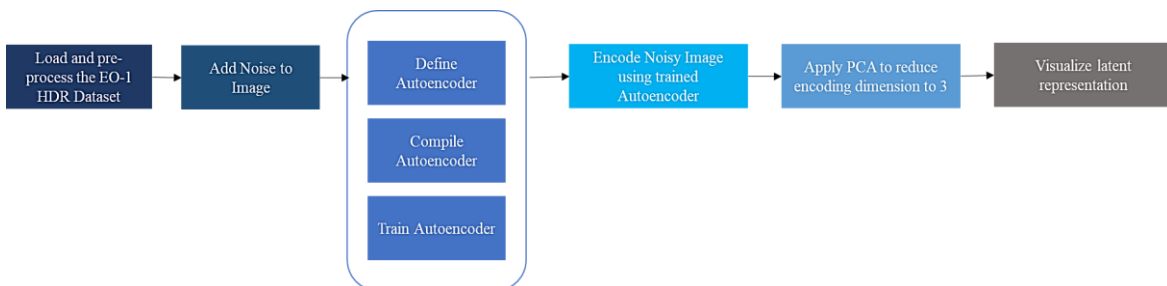 Load and pre-
process the EO-1
HDR Dataset
Add Noise to
Image
Define
Autoencoder
Compile
Autoencoder
Train Autoencoder
Encode Noisy Image
using trained
Autoencoder
Apply PCA to reduce
encoding dimension to 3
Visualize latent
representation